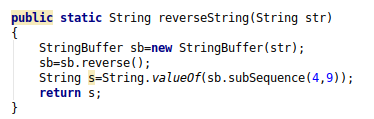 public static String reverseString(String str)
{
StringBuffer sb=new StringBuffer(str);
sb=sb.reverse();
String s=String.valueOf(sb.subSequence(4,9));
return s;
}